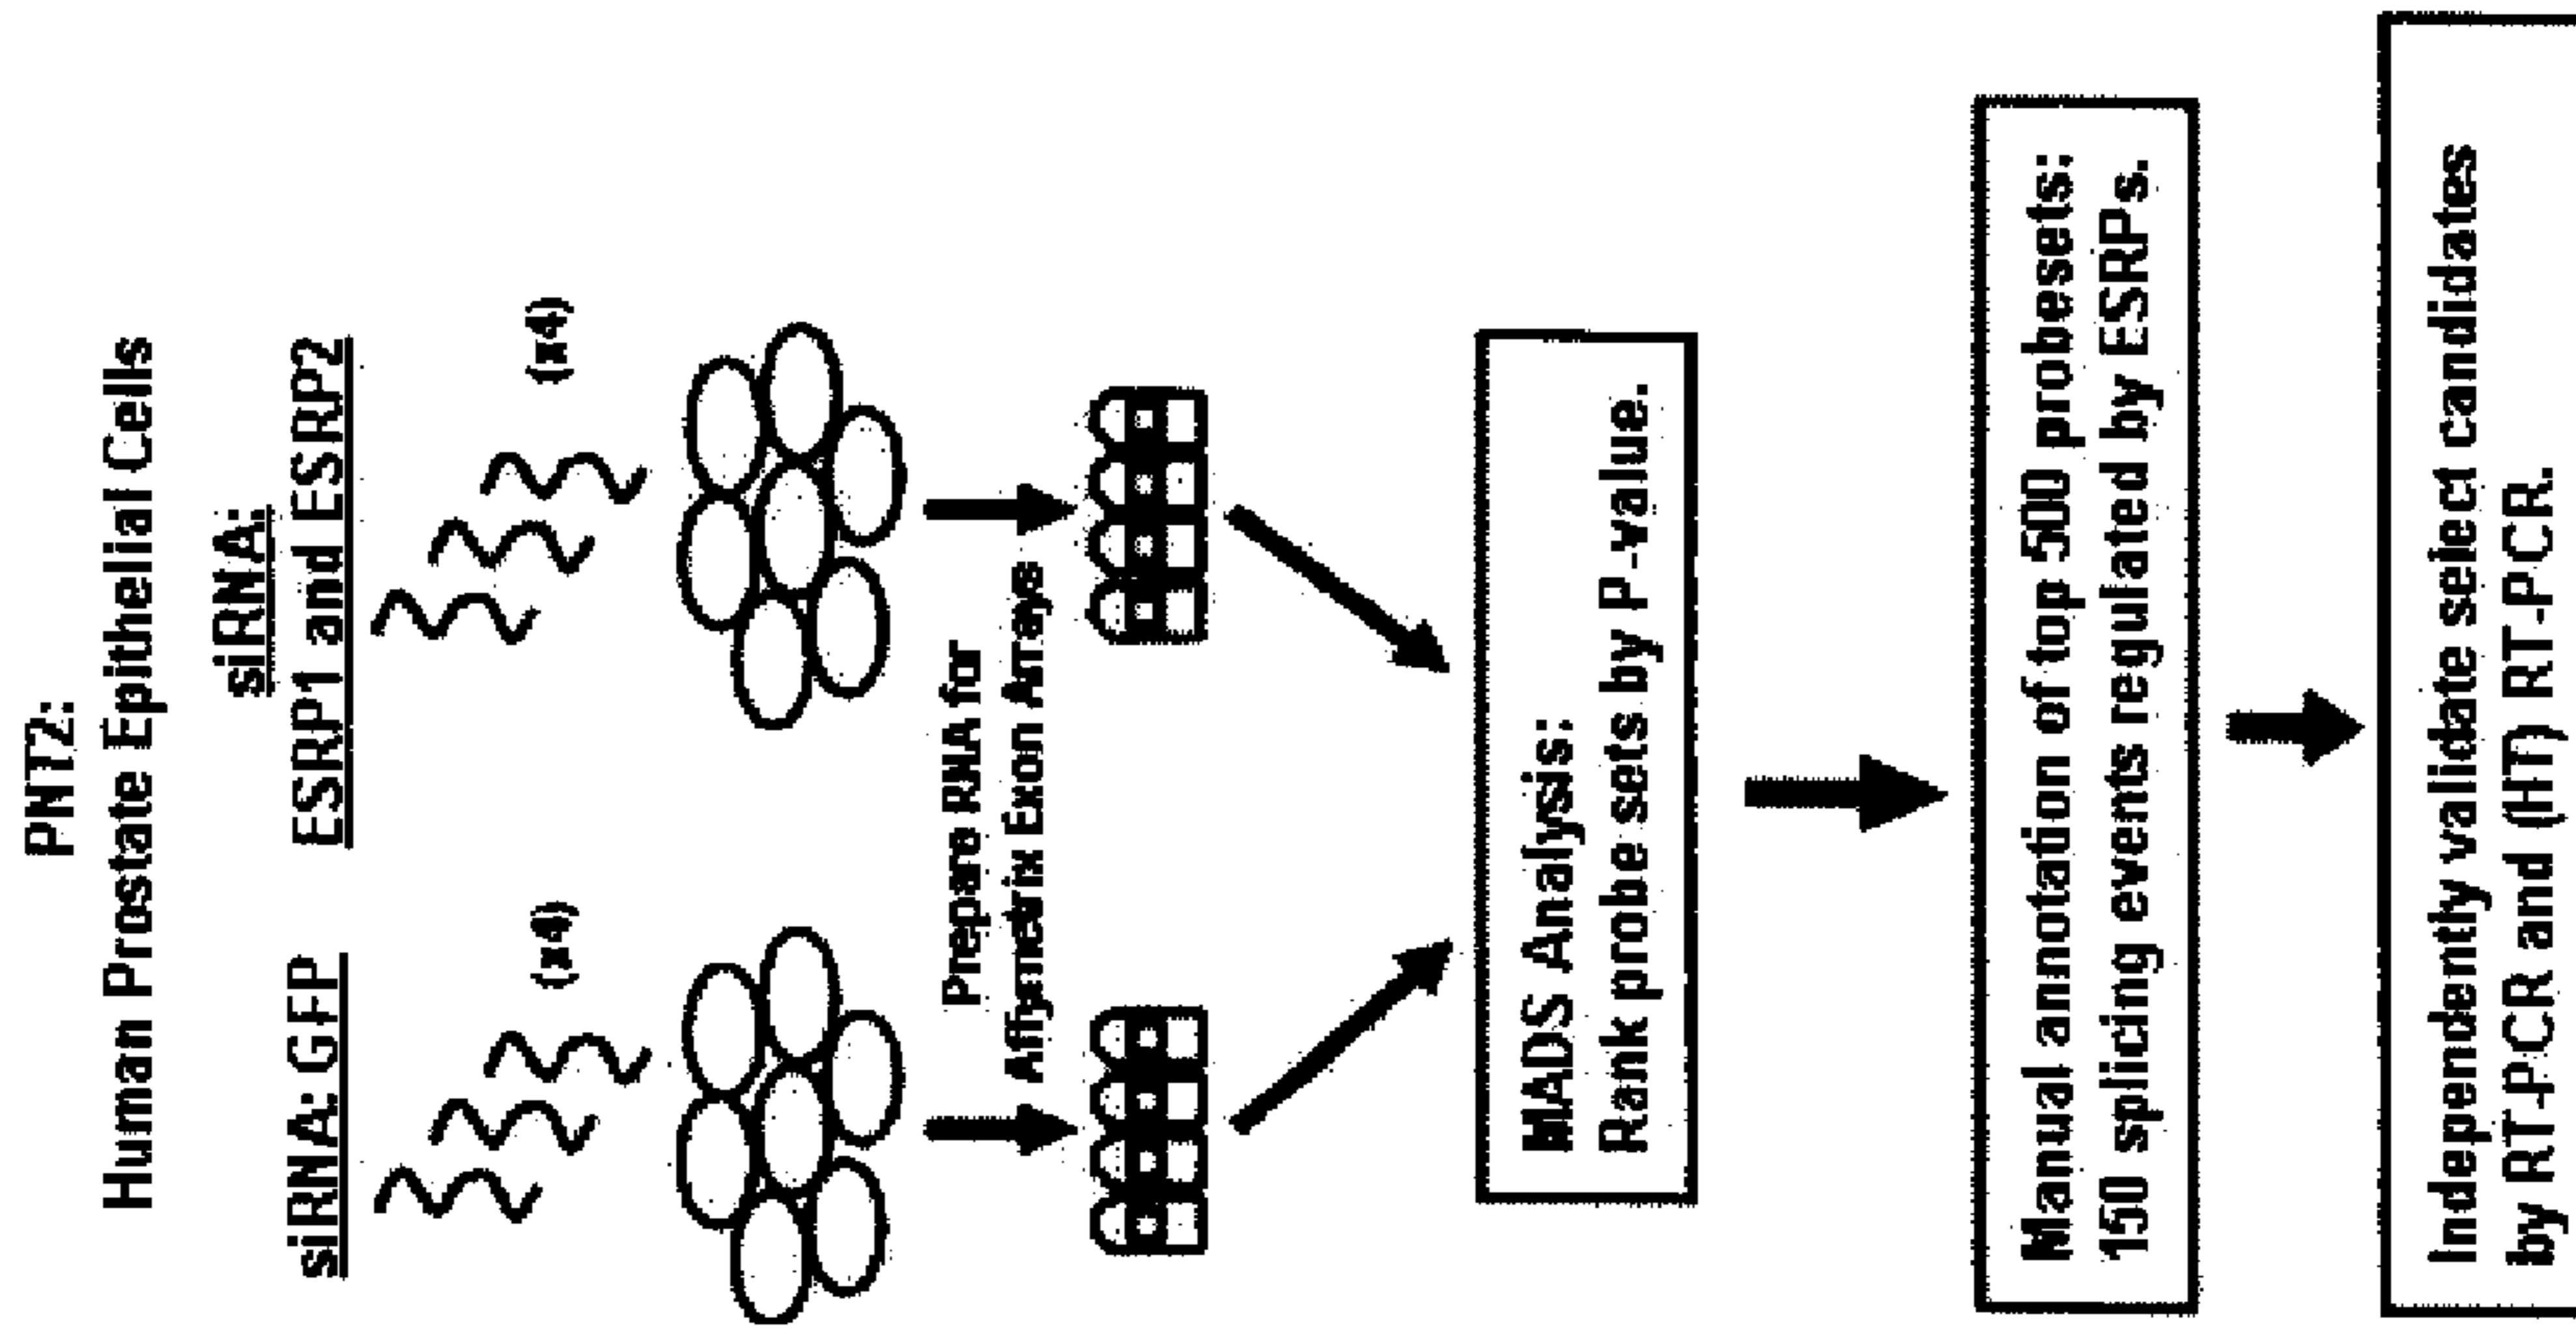 PNT2:
Human Prostate Epithelial Cells
siRNA: GFP
siRNA:
ESRP1 and ESRP2
(x4)
(x4)
Prepare RNA for
Affymetrix Exon Arrays
MADS Analysis:
Rank probe sets by P-value.
Manual annotation of top 500 probesets:
150 splicing events regulated by ESRPs.
Independently validate select candidates
by RT-PCR and (HT) RT-PCR.